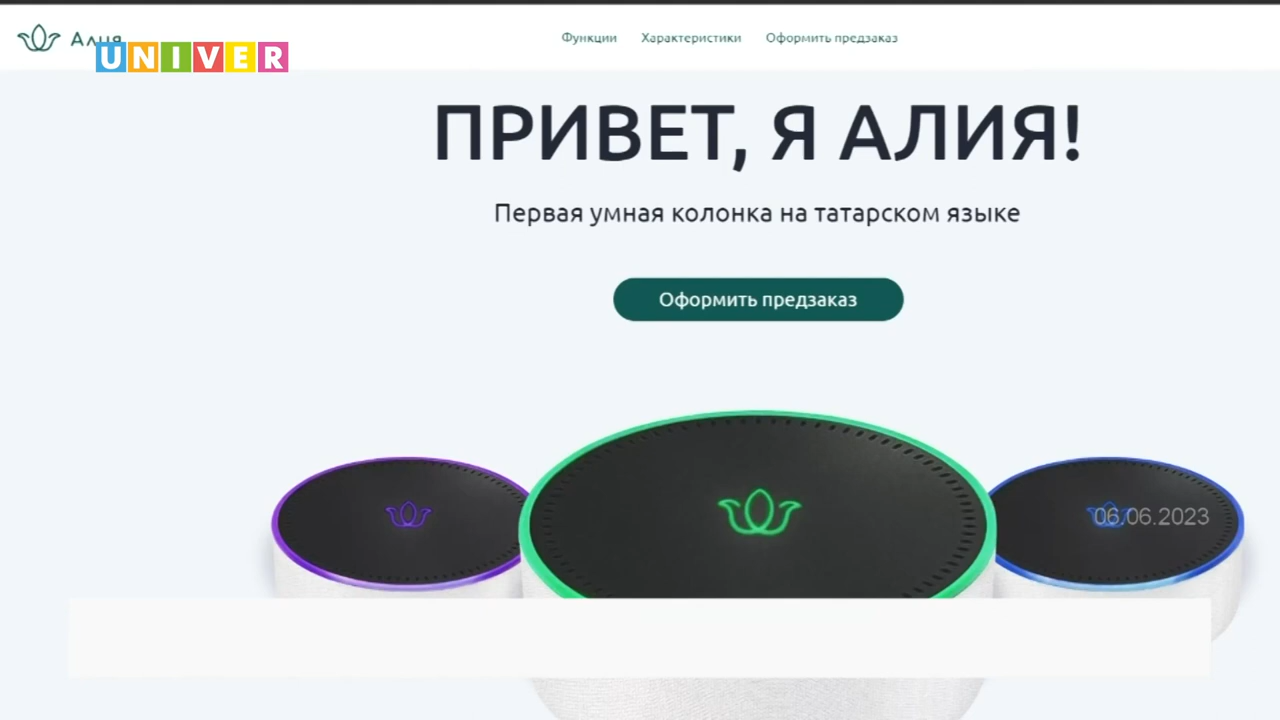 Алия
UNIVER
Функции Характеристики Оформить предзаказ
ПРИВЕТ, Я АЛИЯ!
Первая умная колонка на татарском языке
Оформить предзаказ
06.06.2023